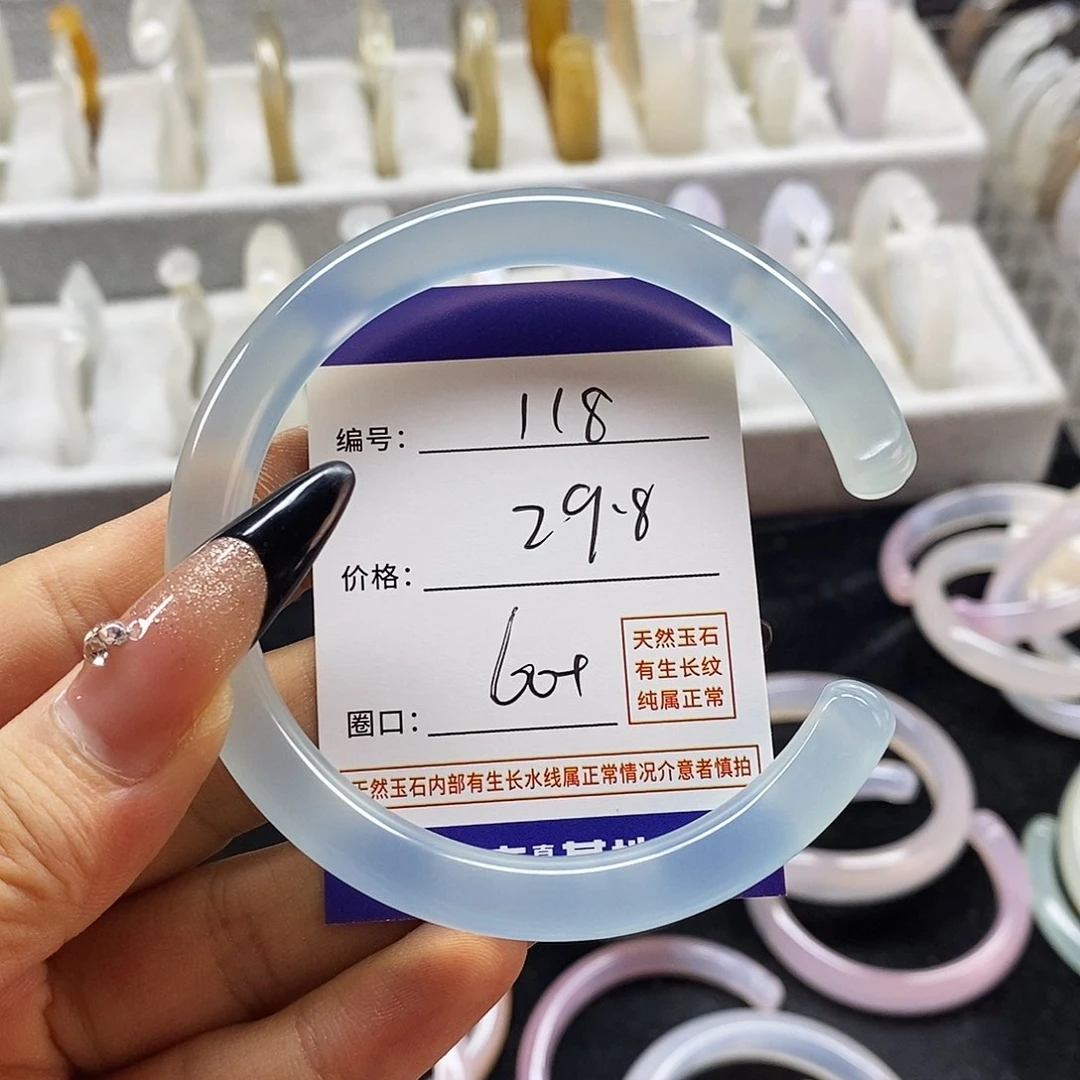 编号： 118
29.8
价格：
60+
天然玉石
有生长纹
纯属正常
圈口：
天然玉石内部有生长水线属正常情况介意者慎拍
基地